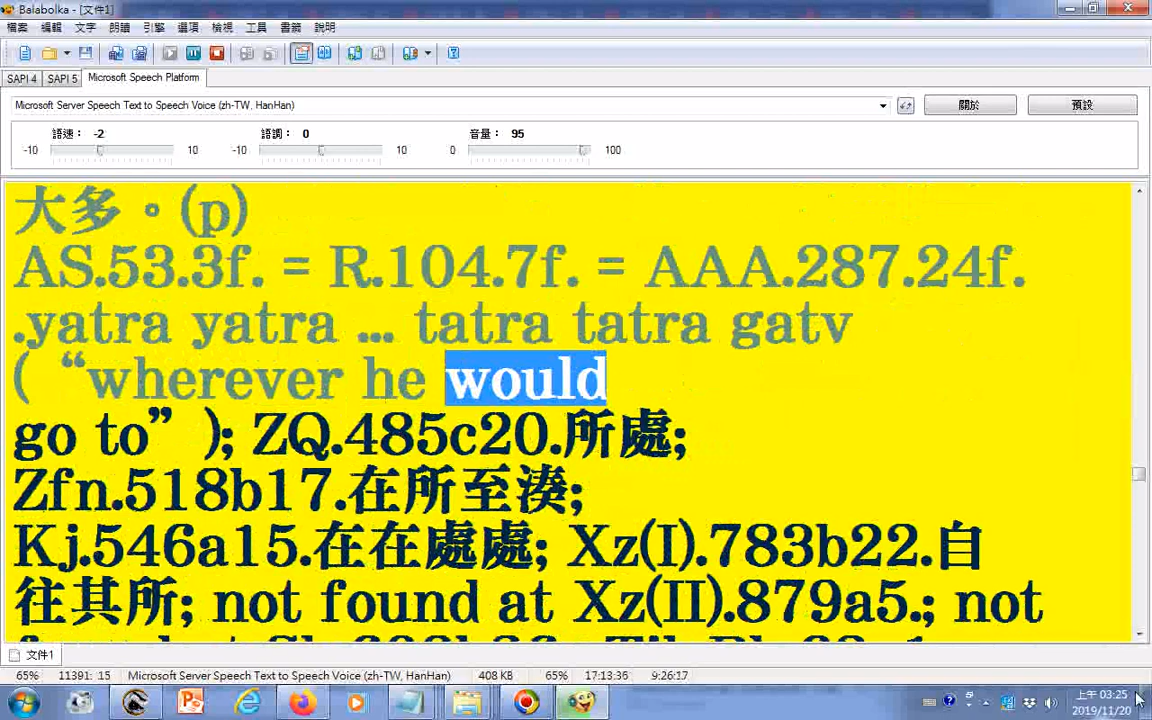 Balabolka - [文件1]
檔案 編輯 文字 朗讀 引擎 選項 檢視 工具 書籤 說明
SAPI 4 SAPI 5 Microsoft Speech Platform
Microsoft Server Speech Text to Speech Voice (zh-TW, HanHan) 關於 預設
語速： -2 語調： 0 音量： 95
-10 10 -10 10 0 100
大多。(p)
AS.53.3f. = R.104.7f. = AAA.287.24f.
.yatra yatra ... tatra tatra gatv
(“wherever he would
go to”); ZQ.485c20.所處;
Zfn.518b17.在所至湊;
Kj.546a15.在在處處; Xz(I).783b22.自
往其所; not found at Xz(II).879a5.; not
文件1
65% 11391: 15 Microsoft Server Speech Text to Speech Voice (zh-TW, HanHan) 408 KB 65% 17:13:36 9:26:17
上午 03:25
2019/11/20